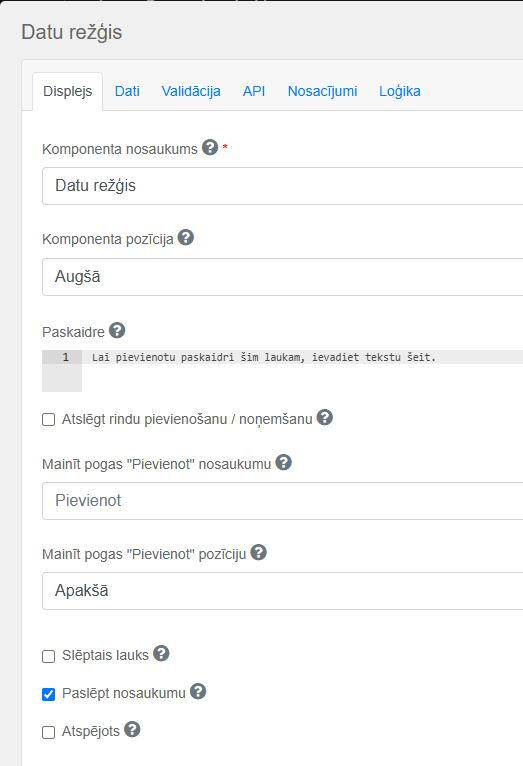 Datu režģis
Displejs Dati Validācija API Nosacījumi Loģika
Komponenta nosaukums ? *
Datu režģis
Komponenta pozīcija ?
Augšā
Paskaidre ?
1 Lai pievienotu paskaidri šim laukam, ievadiet tekstu šeit.
Atslēgt rindu pievienošanu / noņemšanu ?
Mainīt pogas "Pievienot" nosaukumu ?
Pievienot
Mainīt pogas "Pievienot" pozīciju ?
Apakšā
Slēptais lauks ?
Paslēpt nosaukumu ?
Atspējots ?